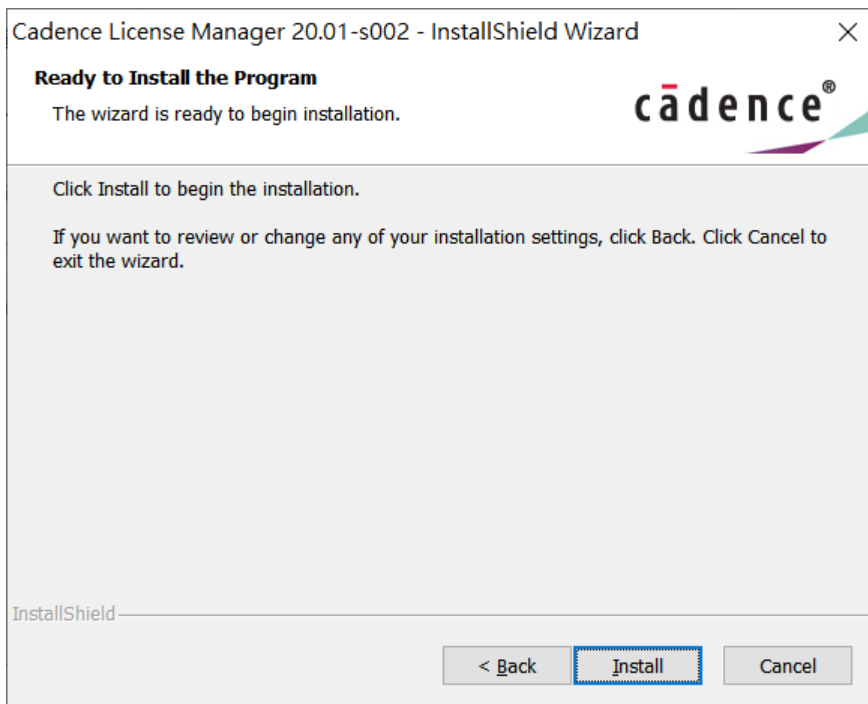 Cadence License Manager 20.01-s002 - InstallShield Wizard
Ready to Install the Program
The wizard is ready to begin installation.
cādence®
Click Install to begin the installation.
If you want to review or change any of your installation settings, click Back. Click Cancel to
exit the wizard.
InstallShield
< Back
Install
Cancel